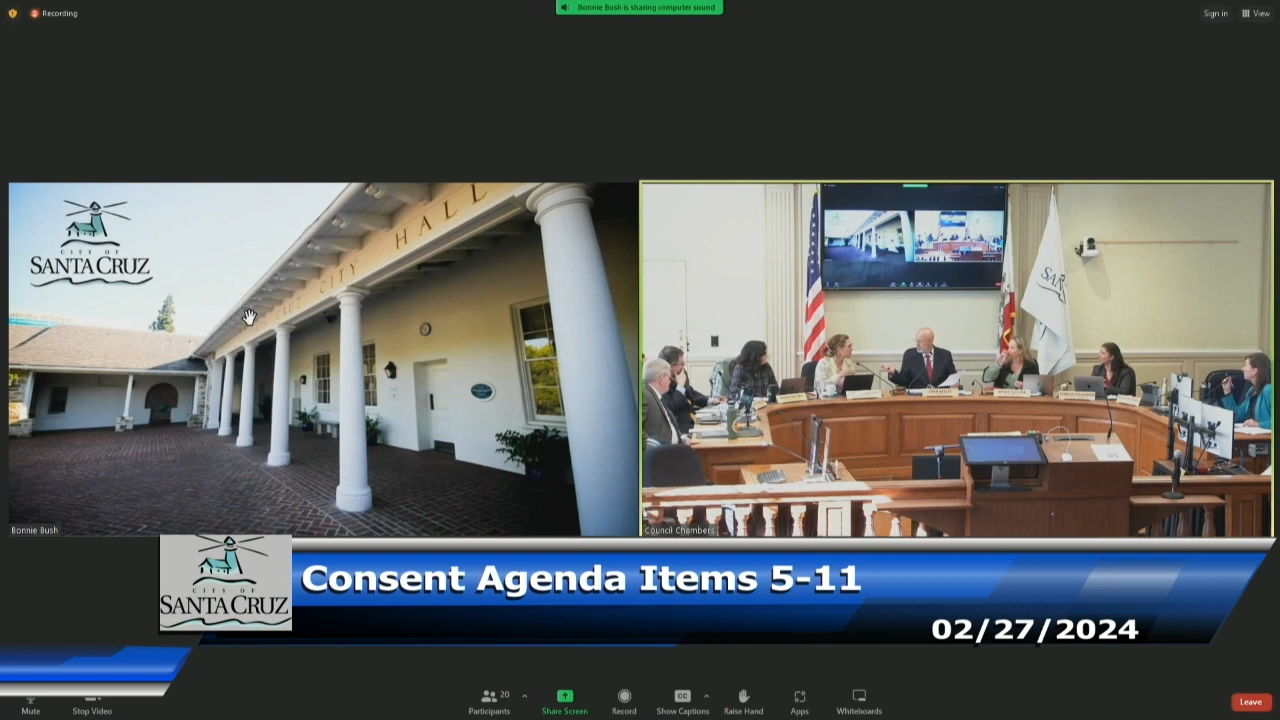 Recording
Bonnie Bush is sharing computer sound
Sign in
View
CITY OF
SANTA CRUZ
CITY HALL
Bonnie Bush
Council Chambers
CITY OF
SANTA CRUZ
Consent Agenda Items 5-11
02/27/2024
Mute
Stop Video
Participants
20
Share Screen
CC
Record
Show Captions
Raise Hand
Apps
Whiteboards
Leave